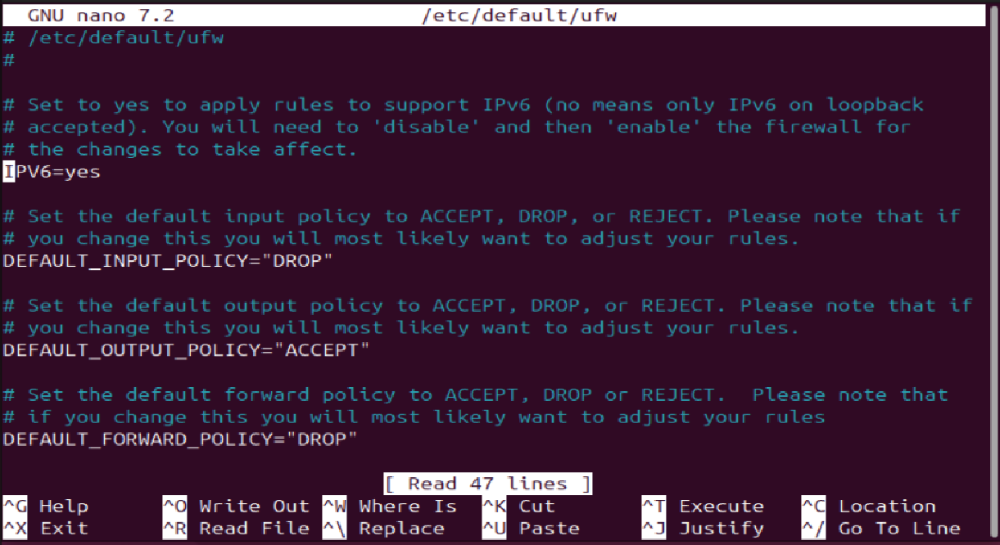 GNU nano 7.2 /etc/default/ufw
# /etc/default/ufw
#
# Set to yes to apply rules to support IPv6 (no means only IPv6 on loopback
# accepted). You will need to 'disable' and then 'enable' the firewall for
# the changes to take affect.
IPV6=yes
# Set the default input policy to ACCEPT, DROP, or REJECT. Please note that if
# you change this you will most likely want to adjust your rules.
DEFAULT_INPUT_POLICY="DROP"
# Set the default output policy to ACCEPT, DROP, or REJECT. Please note that if
# you change this you will most likely want to adjust your rules.
DEFAULT_OUTPUT_POLICY="ACCEPT"
# Set the default forward policy to ACCEPT, DROP or REJECT.  Please note that
# if you change this you will most likely want to adjust your rules
DEFAULT_FORWARD_POLICY="DROP"
[ Read 47 lines ]
^G Help ^O Write Out ^W Where Is ^K Cut ^T Execute ^C Location
^X Exit ^R Read File ^\ Replace ^U Paste ^J Justify ^/ Go To Line